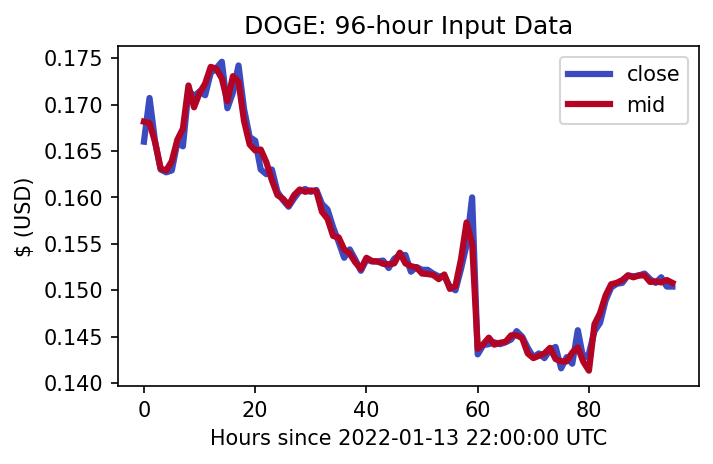 DOGE: 96-hour Input Data
close
mid
$ (USD)
0.175
0.170
0.165
0.160
0.155
0.150
0.145
0.140
0
20
40
60
80
Hours since 2022-01-13 22:00:00 UTC